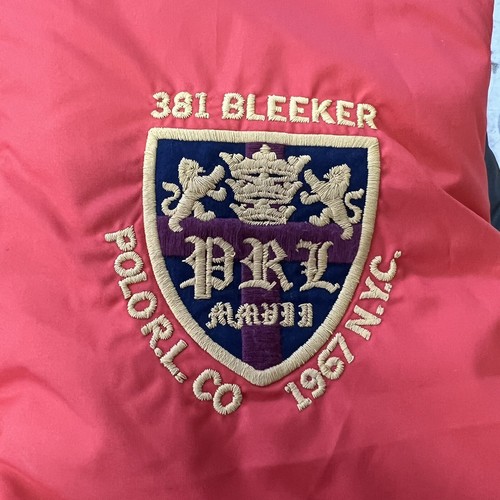 381 BLEEKER
PRL
MMVII
POLO R.L.E CO
1967 N.Y.C.